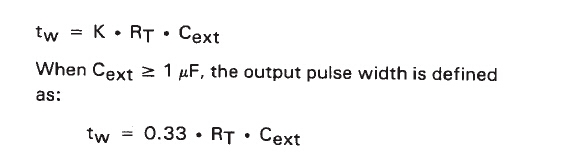 tw = K • RT • Cext
When Cext ≥ 1 µF, the output pulse width is defined
as:
tw = 0.33 • RT • Cext